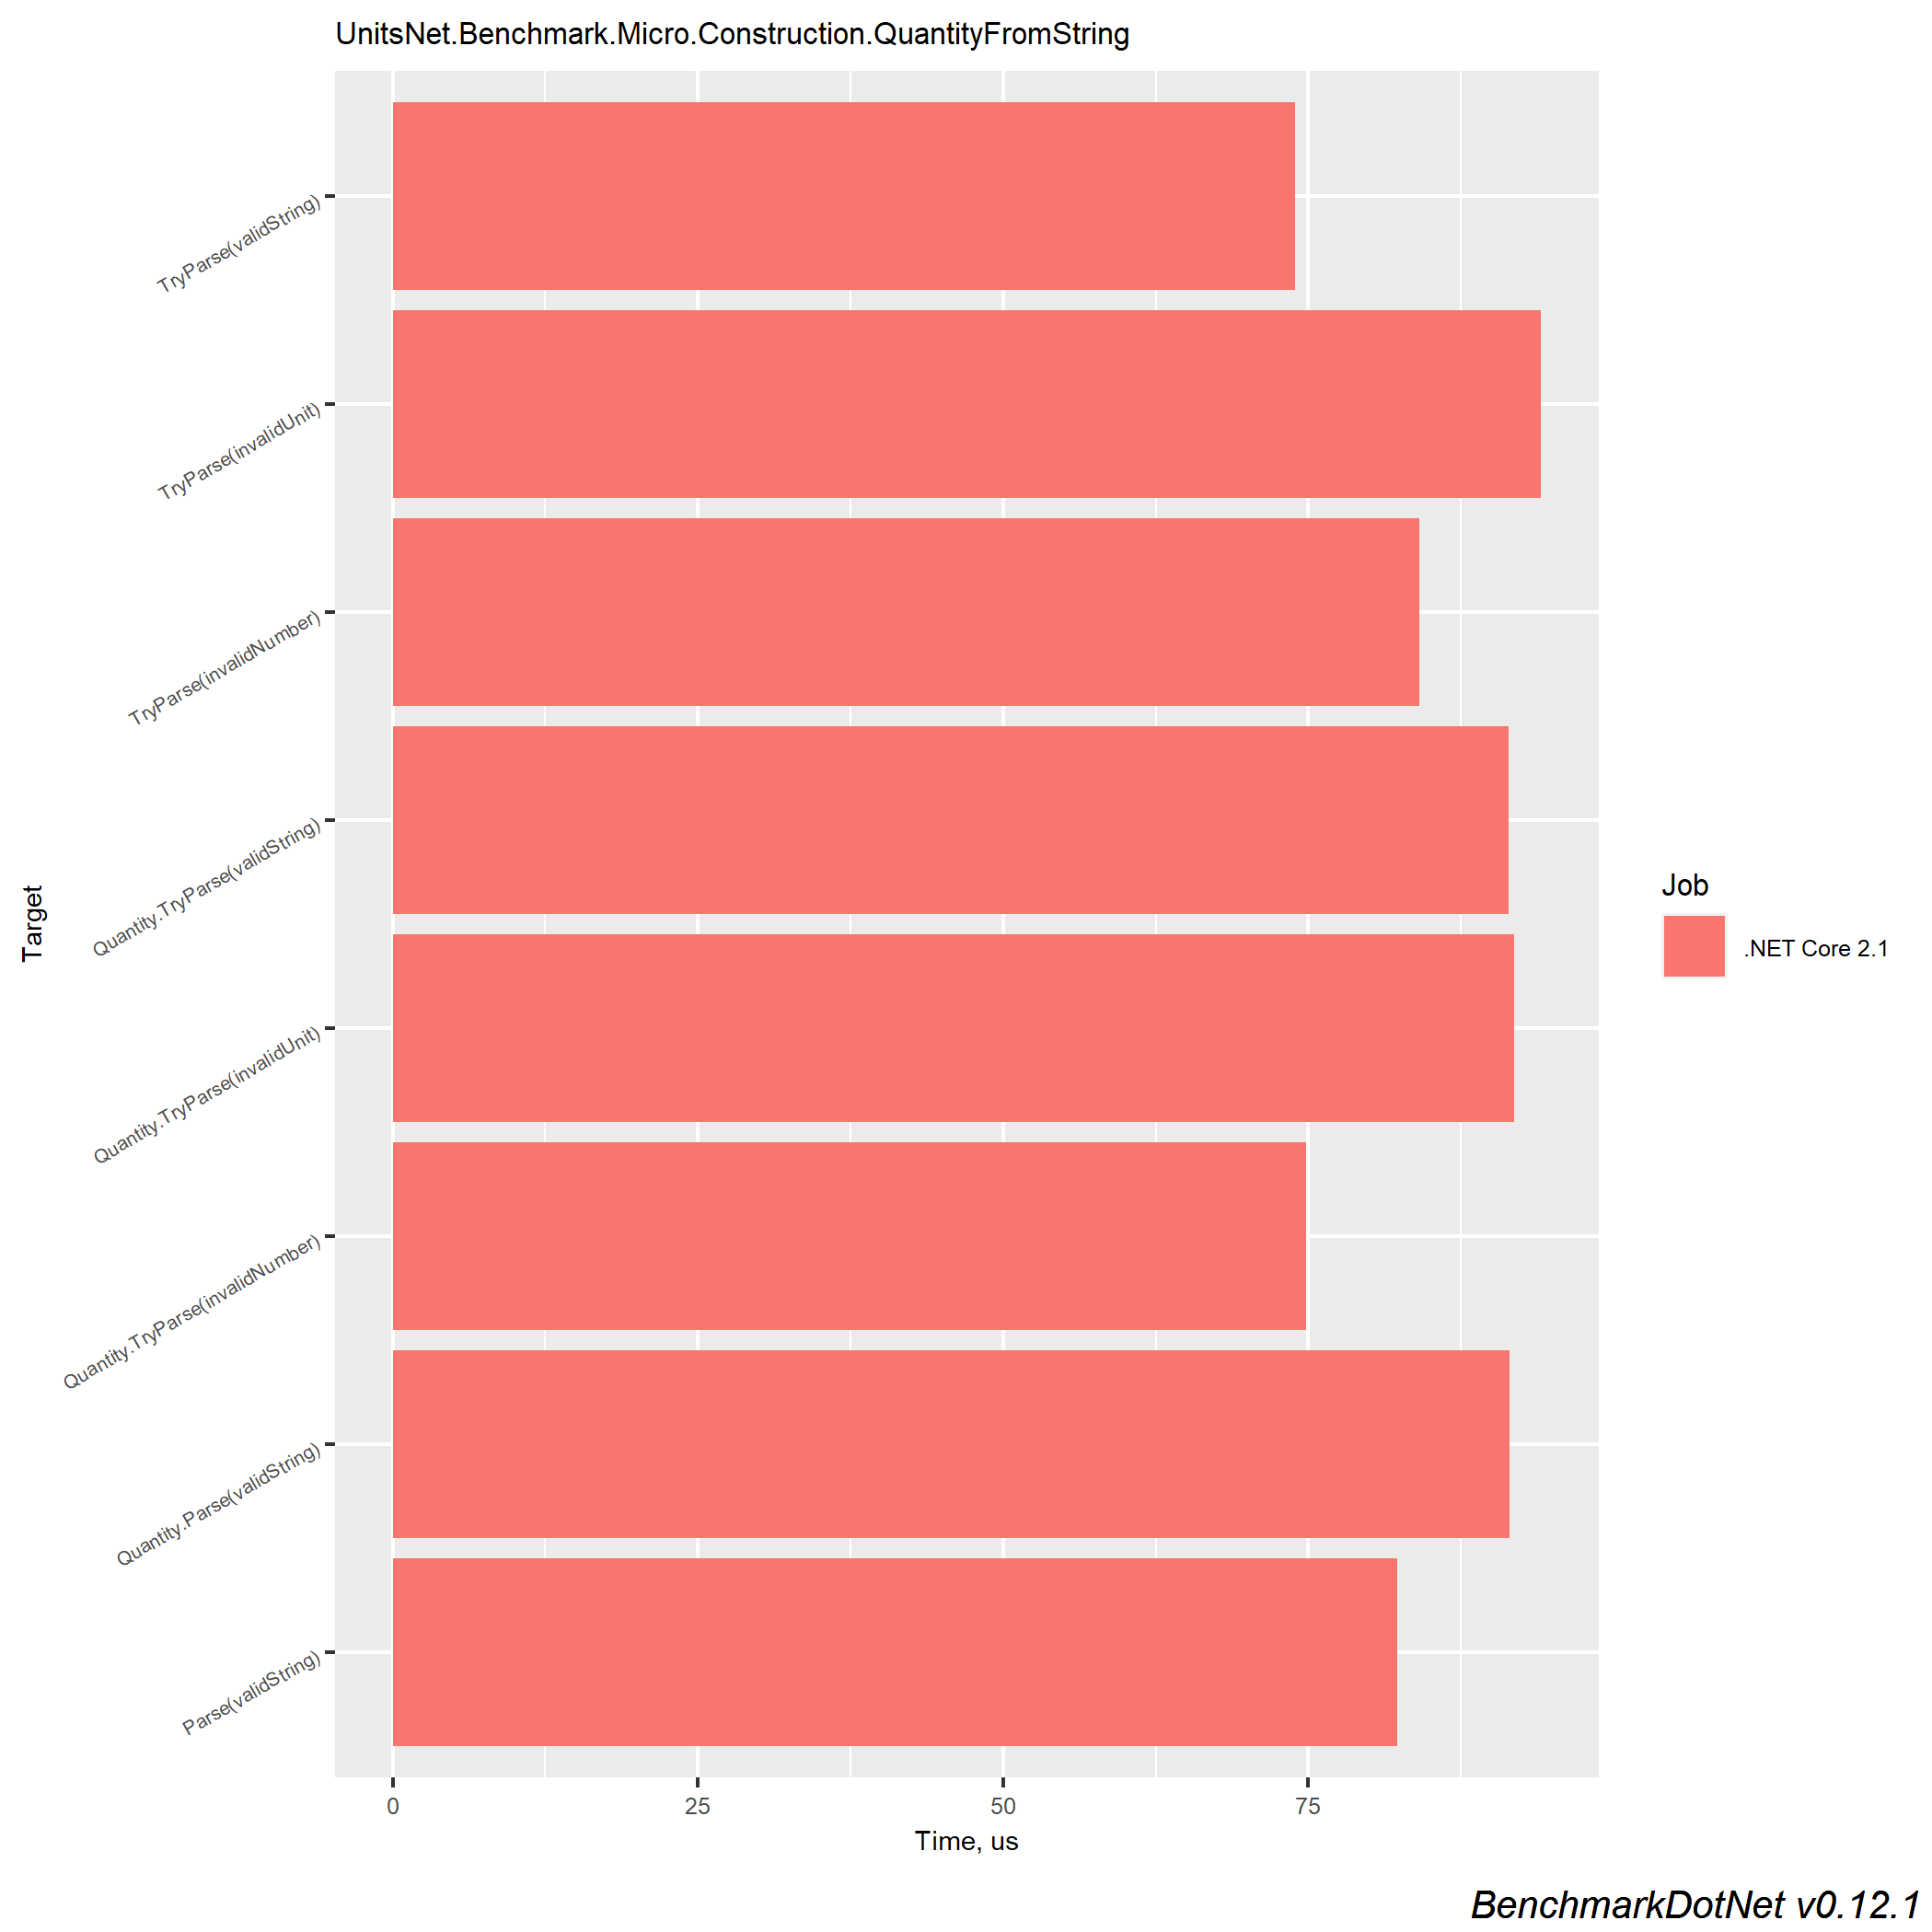 UnitsNet.Benchmark.Micro.Construction.QuantityFromString
TryParse(validString)
TryParse(invalidUnit)
TryParse(invalidNumber)
Quantity.TryParse(validString)
Quantity.TryParse(invalidUnit)
Quantity.TryParse(invalidNumber)
Quantity.Parse(validString)
Parse(validString)
Target
0 25 50 75
Time, us
Job
.NET Core 2.1
BenchmarkDotNet v0.12.1